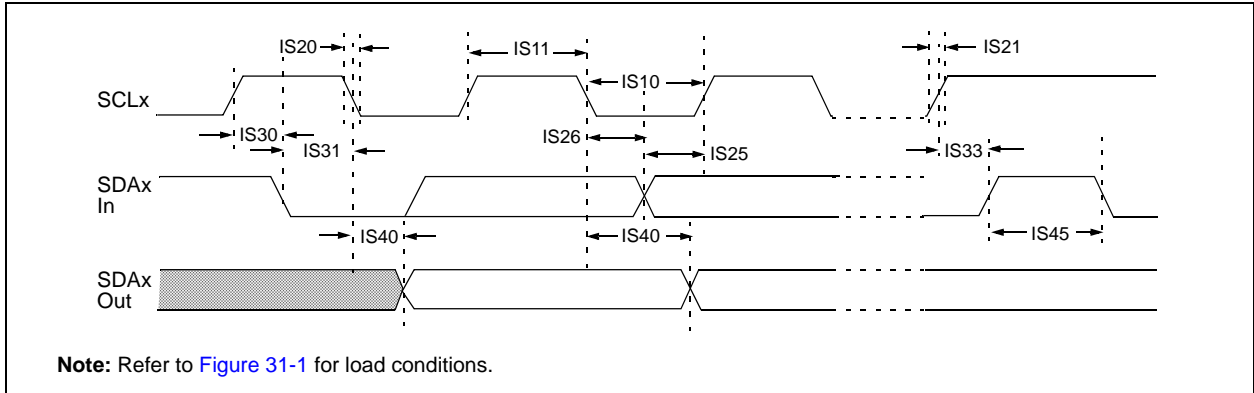 IS20
IS11
IS21
IS10
SCLx
IS30
IS26
IS31
IS25
IS33
SDAx
In
IS40
IS40
IS45
SDAx
Out
Note: Refer to Figure 31-1 for load conditions.